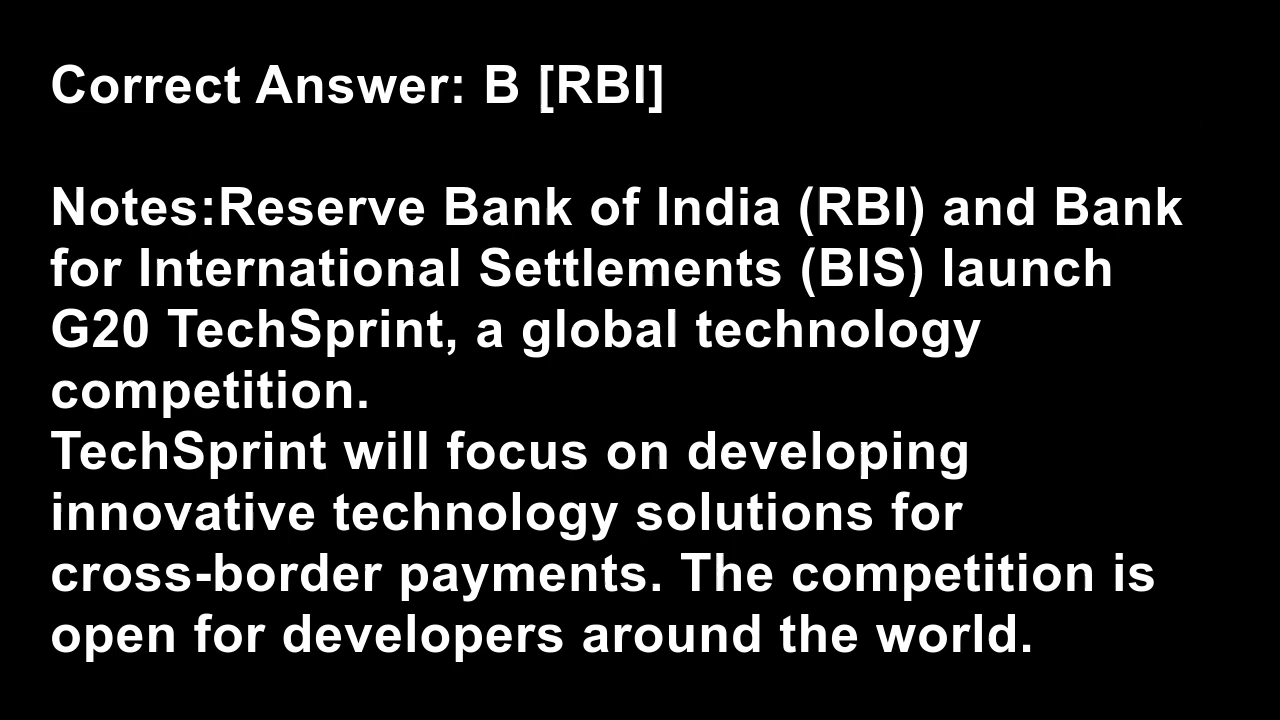 Correct Answer: B [RBI]
Notes:Reserve Bank of India (RBI) and Bank
for International Settlements (BIS) launch
G20 TechSprint, a global technology
competition.
TechSprint will focus on developing
innovative technology solutions for
cross-border payments. The competition is
open for developers around the world.